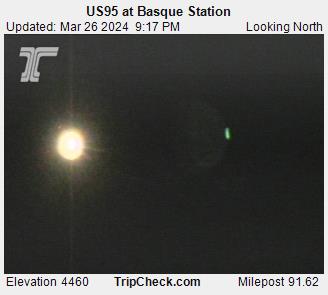 US95 at Basque Station
Updated: Mar 26 2024 9:17 PM Looking North
Elevation 4460 TripCheck.com Milepost 91.62